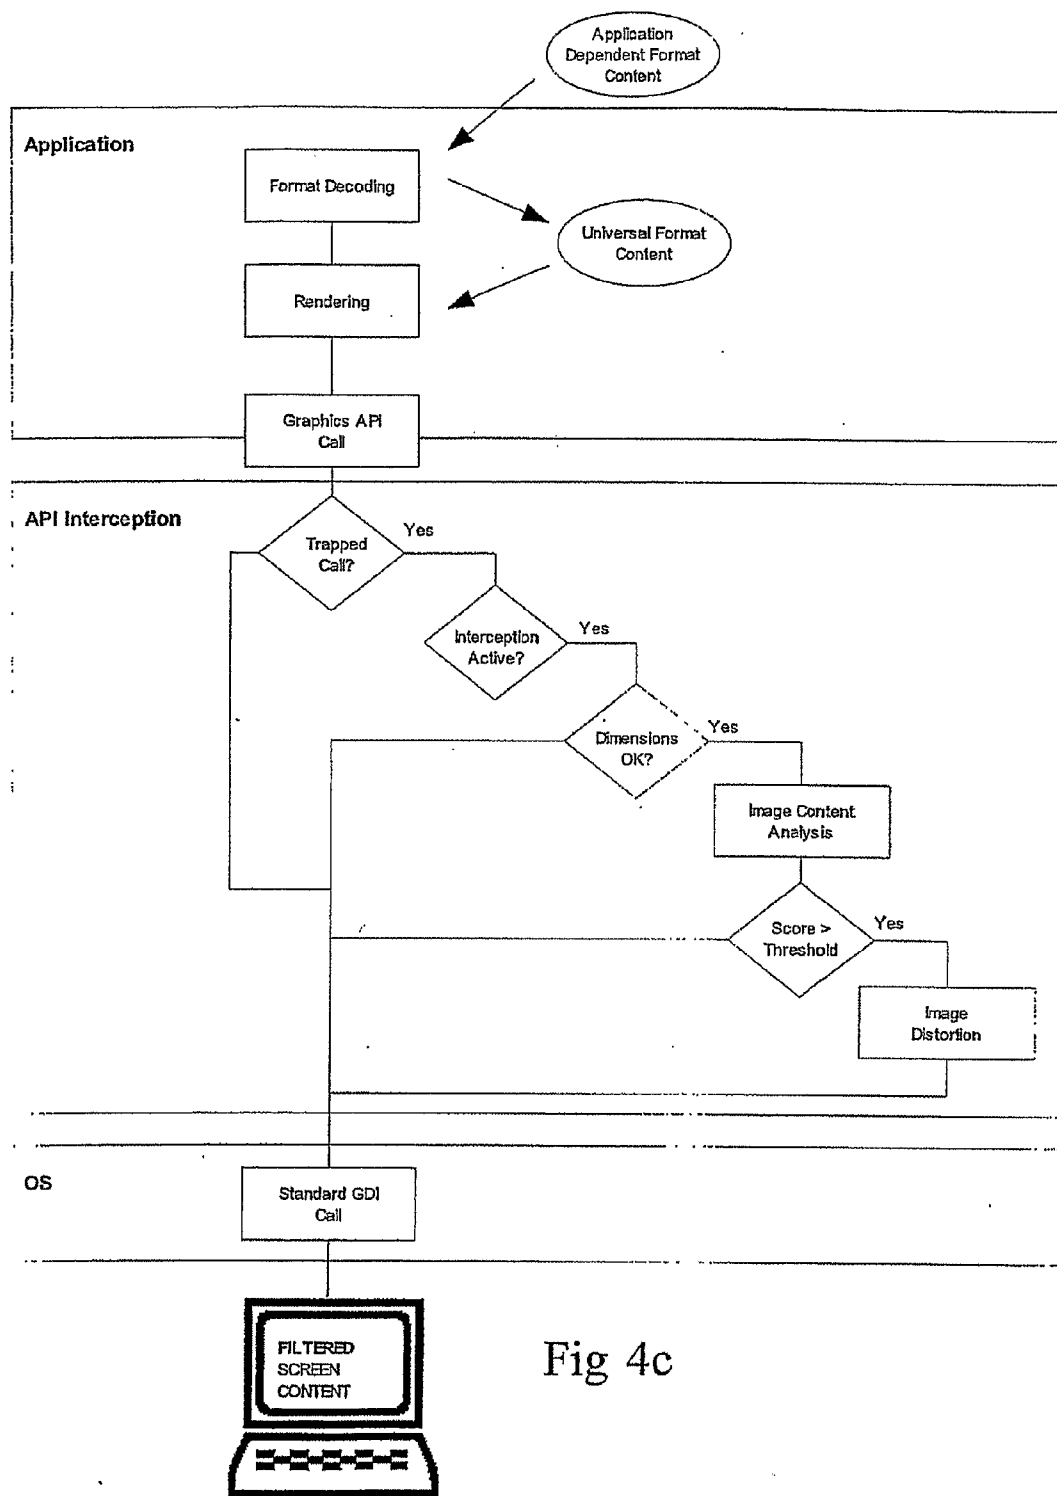 Application
Dependent Format
Content
Application
Format Decoding
Universal Format
Content
Rendering
Graphics API
Call
API Interception
Trapped
Call?
Yes
Interception
Active?
Yes
Dimensions
OK?
Yes
Image Content
Analysis
Score >
Threshold
Yes
Image
Distortion
OS
Standard GDI
Call
FILTERED
SCREEN
CONTENT
Fig 4c